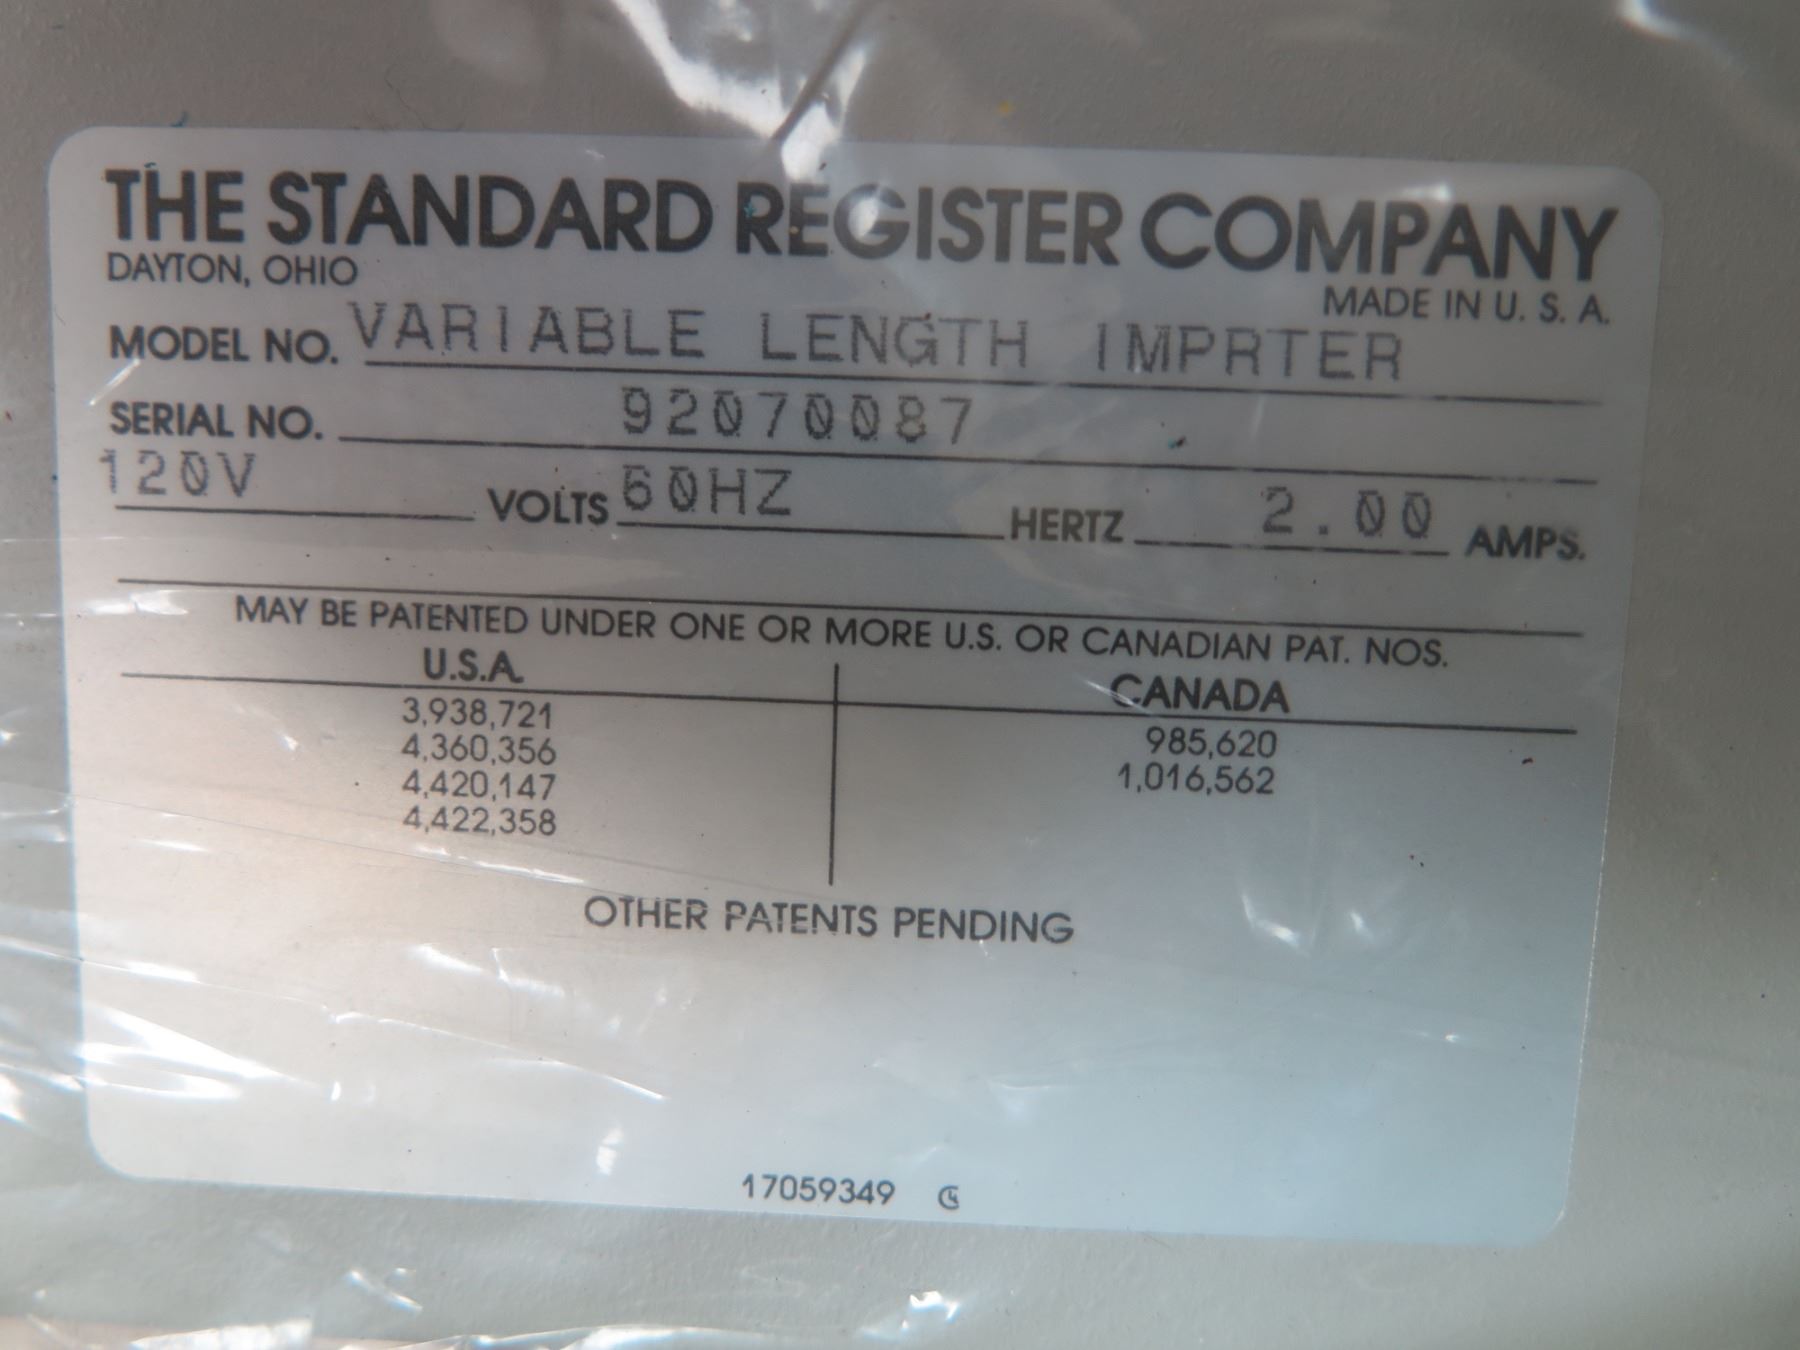 THE STANDARD REGISTER COMPANY
DAYTON, OHIO
MADE IN U. S. A.
MODEL NO. VARIABLE LENGTH IMPRTER
SERIAL NO. 92070087
120V VOLTS 60HZ HERTZ 2.00 AMPS.
MAY BE PATENTED UNDER ONE OR MORE U.S. OR CANADIAN PAT. NOS.
U.S.A. CANADA
3,938,721 985,620
4,360,356 1,016,562
4,420,147
4,422,358
OTHER PATENTS PENDING
17059349